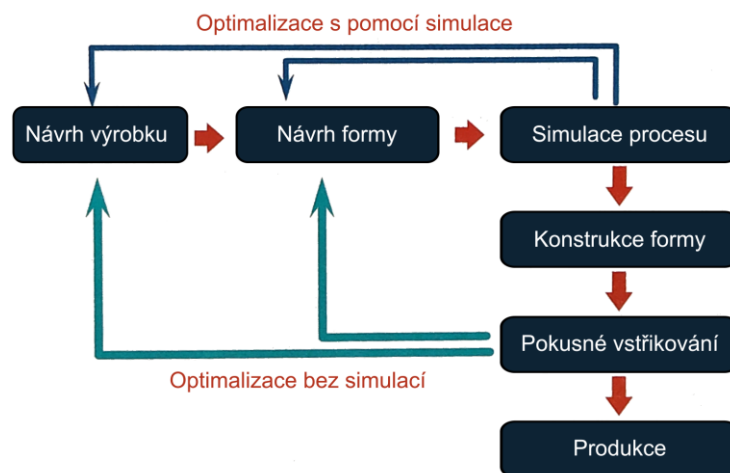 Optimalizace s pomocí simulace
Návrh výrobku
Návrh formy
Simulace procesu
Konstrukce formy
Pokusné vstřikování
Optimalizace bez simulací
Produkce